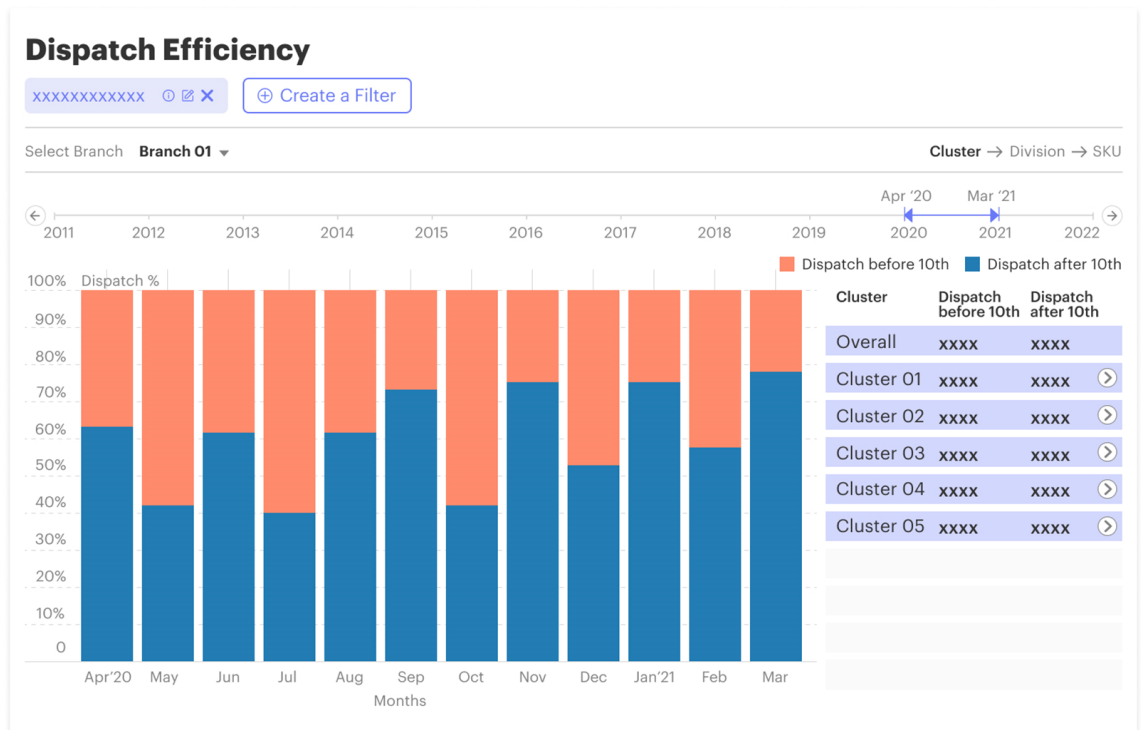 Dispatch Efficiency
xxxxxxxxxxxx
Create a Filter
Select Branch Branch 01
Cluster → Division → SKU
Apr ‘20 Mar ‘21
2011 2012 2013 2014 2015 2016 2017 2018 2019 2020 2021 2022
Dispatch before 10th Dispatch after 10th
100% Dispatch %
90%
80%
70%
60%
50%
40%
30%
20%
10%
0
Apr‘20 May Jun Jul Aug Sep Oct Nov Dec Jan‘21 Feb Mar
Months
Cluster Dispatch before 10th Dispatch after 10th
Overall xxxx xxxx
Cluster 01 xxxx xxxx
Cluster 02 xxxx xxxx
Cluster 03 xxxx xxxx
Cluster 04 xxxx xxxx
Cluster 05 xxxx xxxx